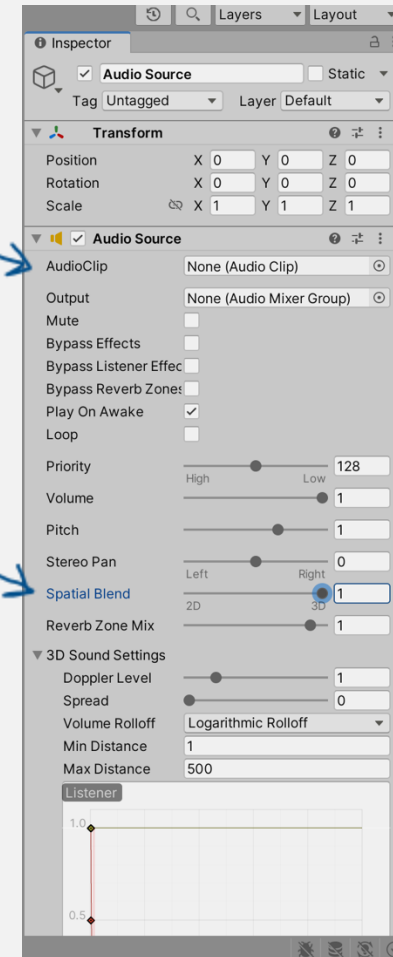 Layers Layout
Inspector
Audio Source Static
Tag Untagged Layer Default
Transform
Position X 0 Y 0 Z 0
Rotation X 0 Y 0 Z 0
Scale X 1 Y 1 Z 1
Audio Source
AudioClip None (Audio Clip)
Output None (Audio Mixer Group)
Mute
Bypass Effects
Bypass Listener Effec
Bypass Reverb Zones
Play On Awake
Loop
Priority 128
High Low
Volume 1
Pitch 1
Stereo Pan 0
Left Right
Spatial Blend 1
2D 3D
Reverb Zone Mix 1
3D Sound Settings
Doppler Level 1
Spread 0
Volume Rolloff Logarithmic Rolloff
Min Distance 1
Max Distance 500
Listener
1.0
0.5